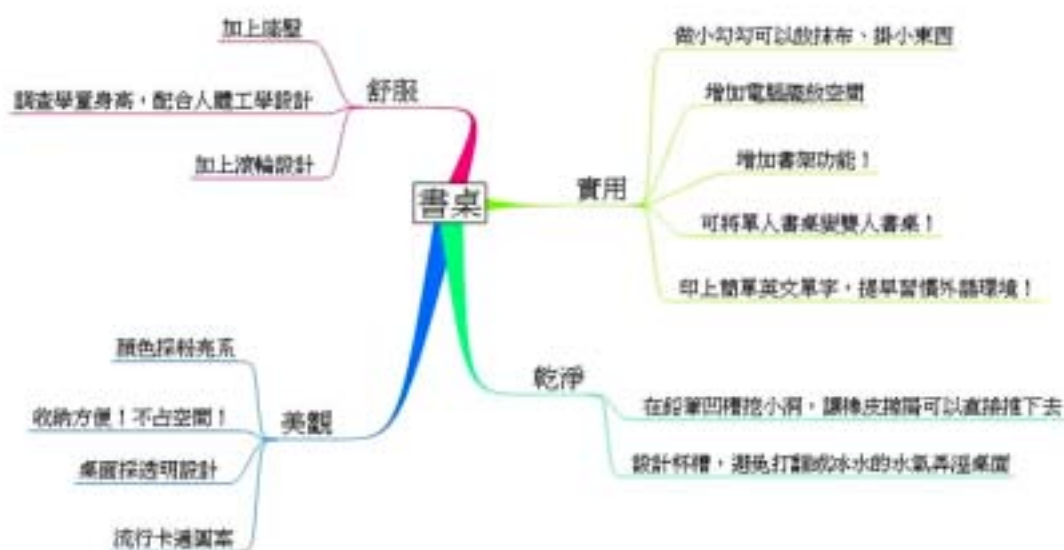 書桌
舒服
加上座墊
調查學童身高，配合人體工學設計
加上滾輪設計
實用
做小勾勾可以放抹布、掛小東西
增加電腦擺放空間
增加書架功能！
可將單人書桌變雙人書桌！
印上簡單英文單字，提早習慣外語環境！
乾淨
在鉛筆凹槽挖小洞，讓橡皮擦屑可以直接推下去
設計杯槽，避免打翻或冰水的水氣弄溼桌面
美觀
顏色採粉亮系
收納方便！不占空間！
桌面採透明設計
流行卡通圖案